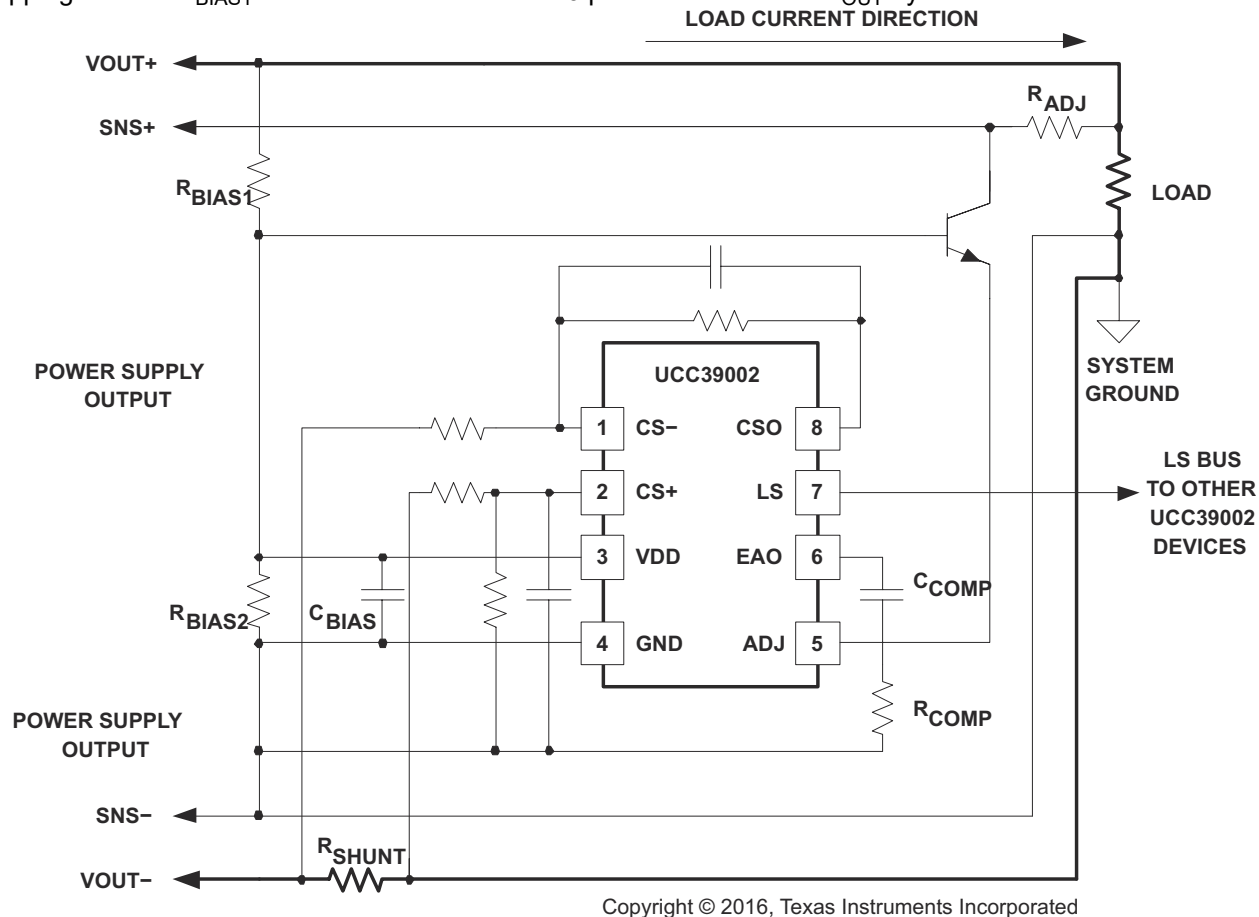 BIAS1
OUT
LOAD CURRENT DIRECTION
VOUT+
SNS+
RADJ
RBIAS1
LOAD
POWER SUPPLY
OUTPUT
UCC39002
SYSTEM
GROUND
1 CS−
CSO 8
2 CS+
LS 7
LS BUS
TO OTHER
UCC39002
DEVICES
3 VDD
EAO 6
CCOMP
RBIAS2
CBIAS
4 GND
ADJ 5
RCOMP
POWER SUPPLY
OUTPUT
SNS−
RSHUNT
VOUT−
Copyright © 2016, Texas Instruments Incorporated